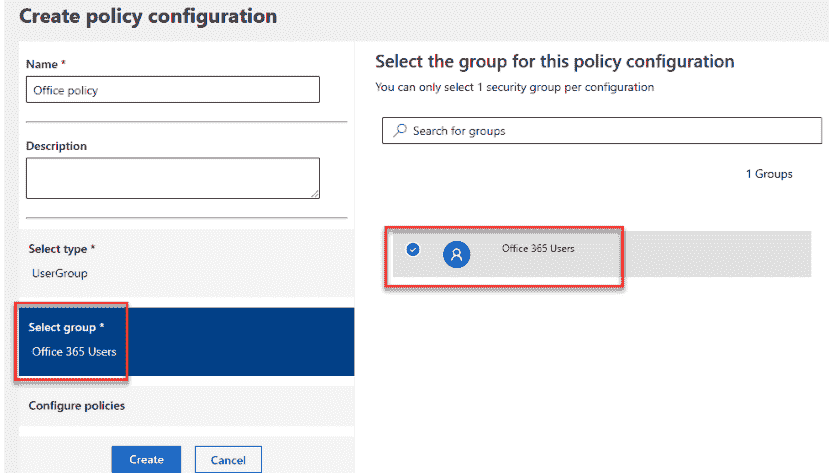 Create policy configuration
Name *
Office policy
Description
Select type *
UserGroup
Select group *
Office 365 Users
Configure policies
Create
Cancel
Select the group for this policy configuration
You can only select 1 security group per configuration
Search for groups
1 Groups
Office 365 Users